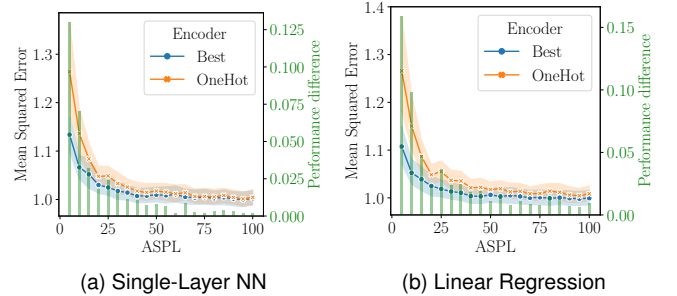 1.3
1.2
1.1
1.0
Mean Squared Error
Encoder
Best
OneHot
0.125
0.100
0.075
0.050
0.025
0.000
Performance difference
0 25 50 75 100
ASPL
(a) Single-Layer NN
1.4
1.3
1.2
1.1
1.0
Mean Squared Error
Encoder
Best
OneHot
0.15
0.10
0.05
0.00
Performance difference
0 25 50 75 100
ASPL
(b) Linear Regression